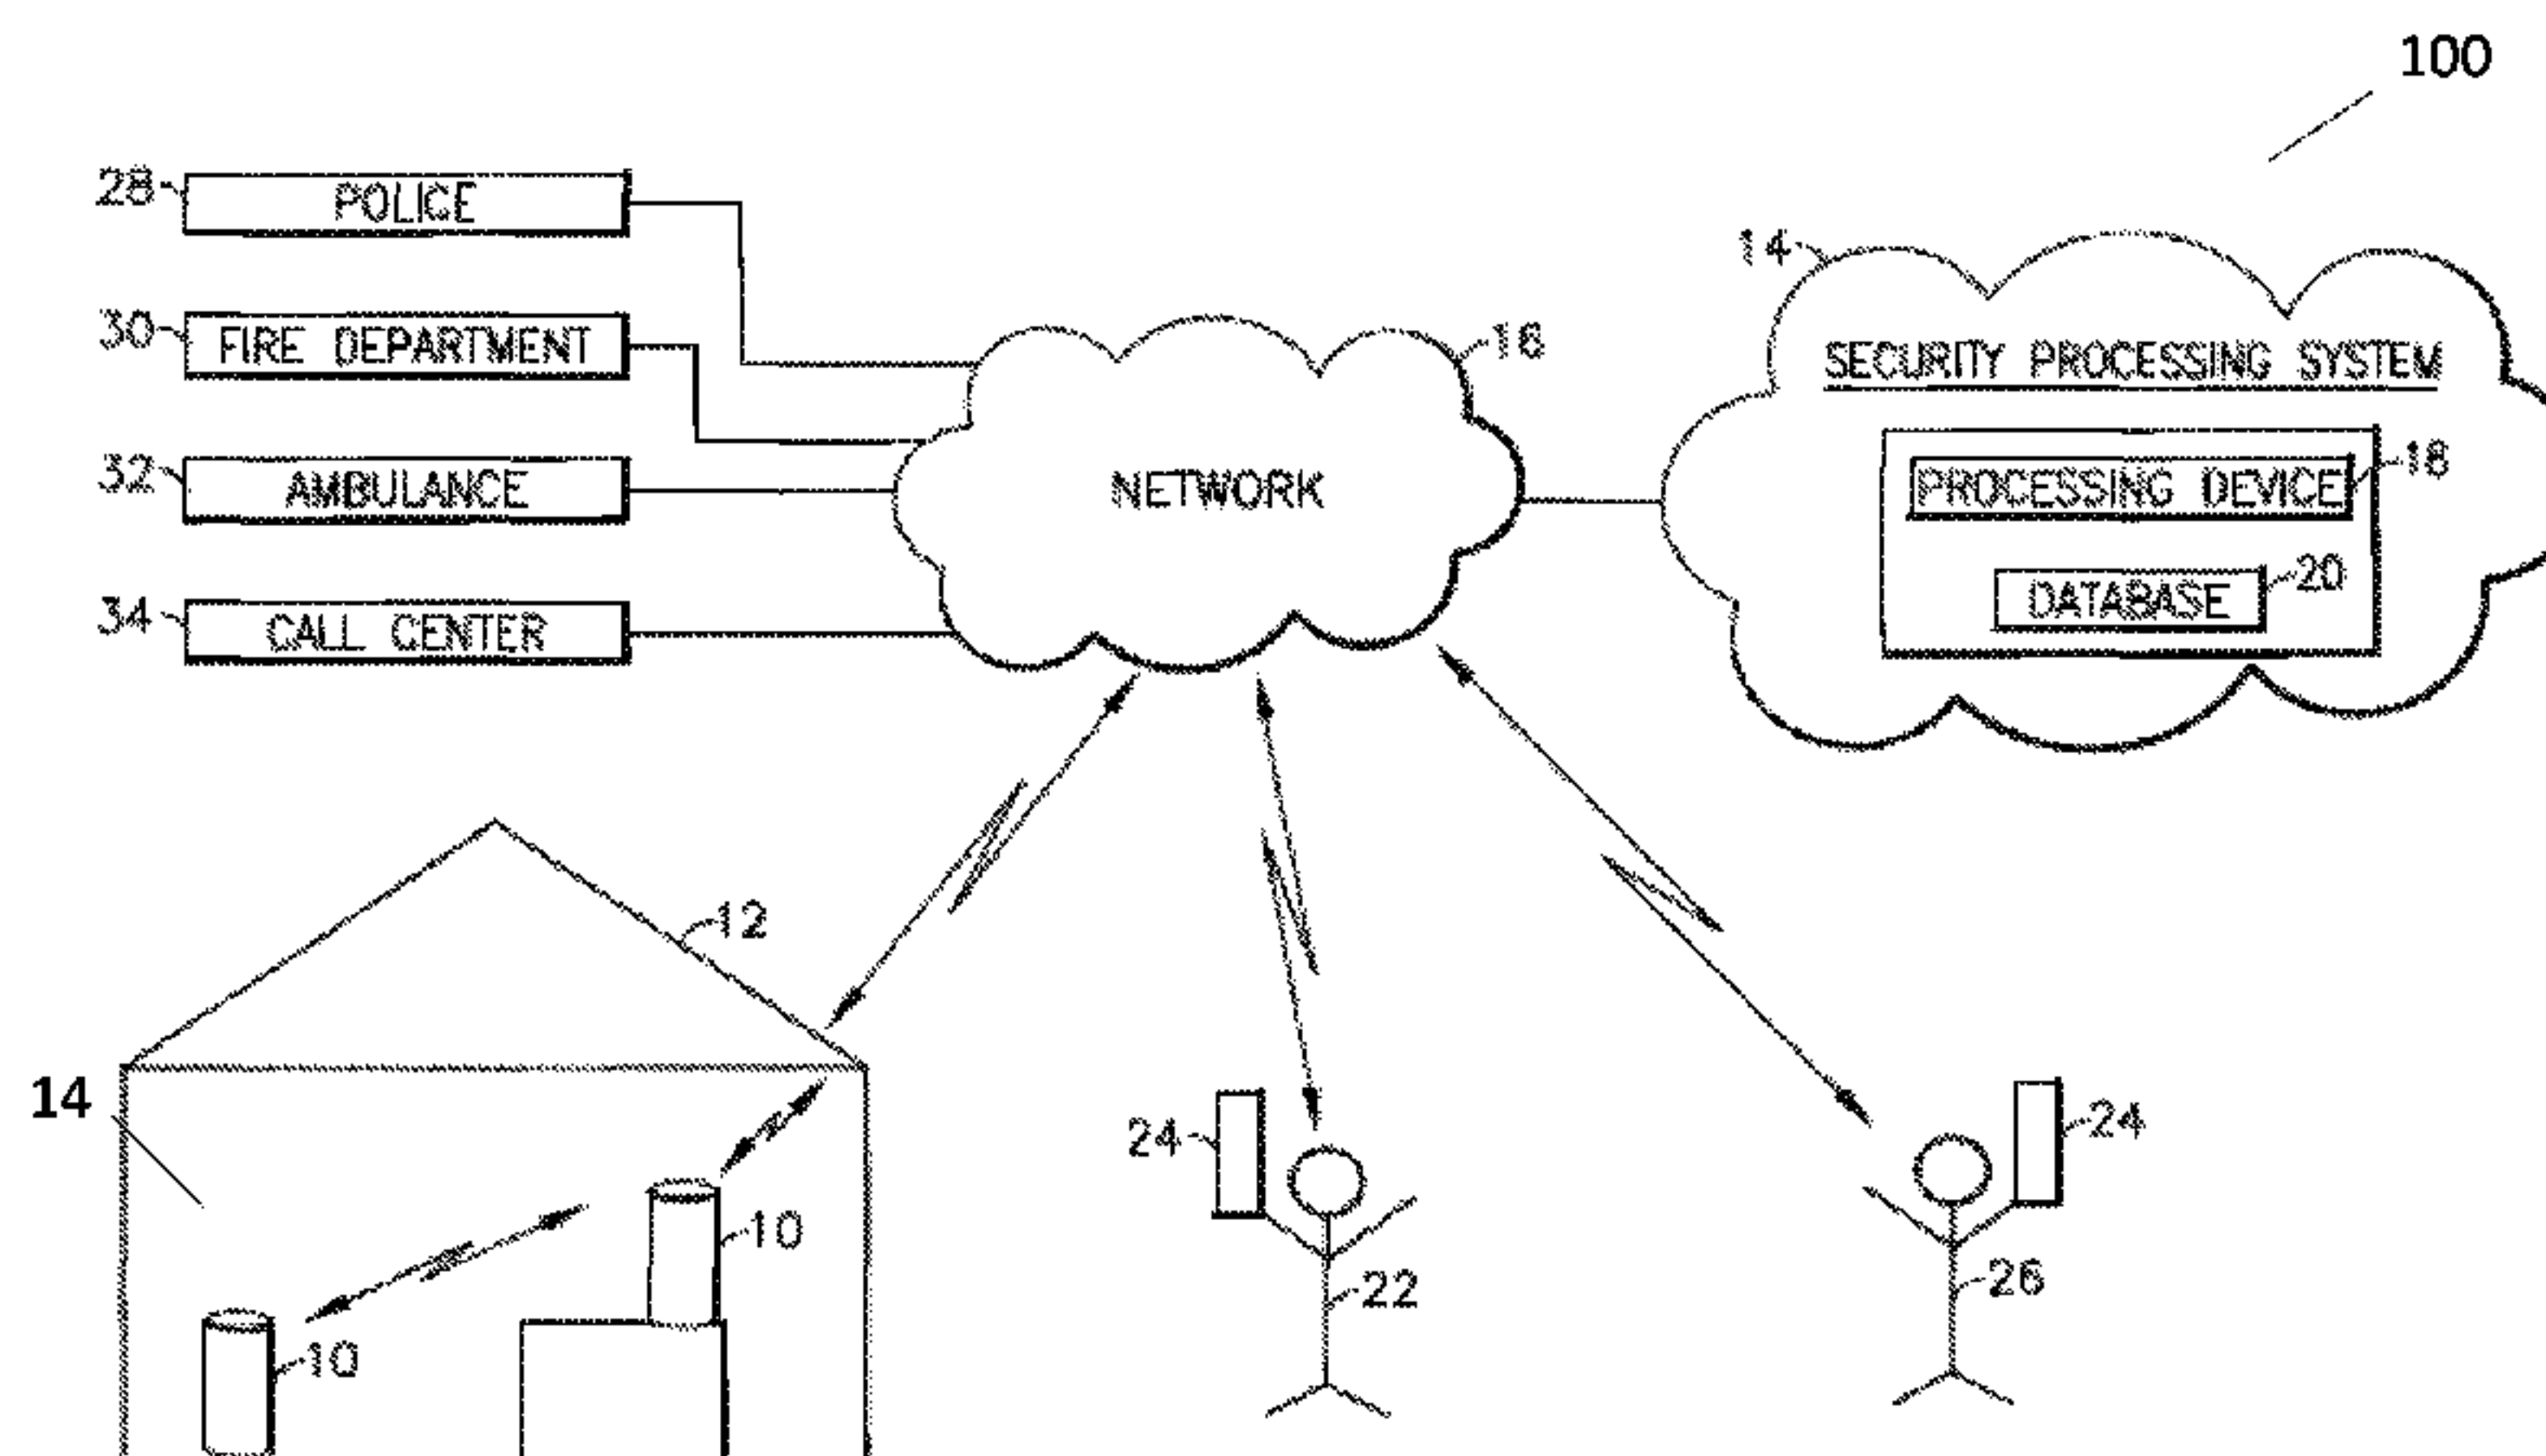 100
28
POLICE
14
30
FIRE DEPARTMENT
16
SECURITY PROCESSING SYSTEM
32
AMBULANCE
NETWORK
PROCESSING DEVICE
18
34
CALL CENTER
DATABASE
20
12
14
24
24
10
22
26
10